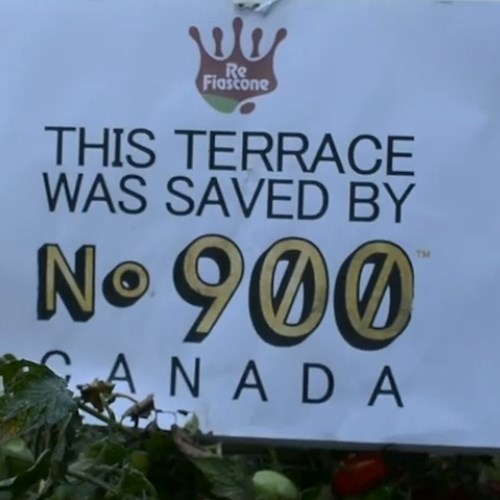 Re
Fiascone
THIS TERRACE
WAS SAVED BY
No 900™
CANADA